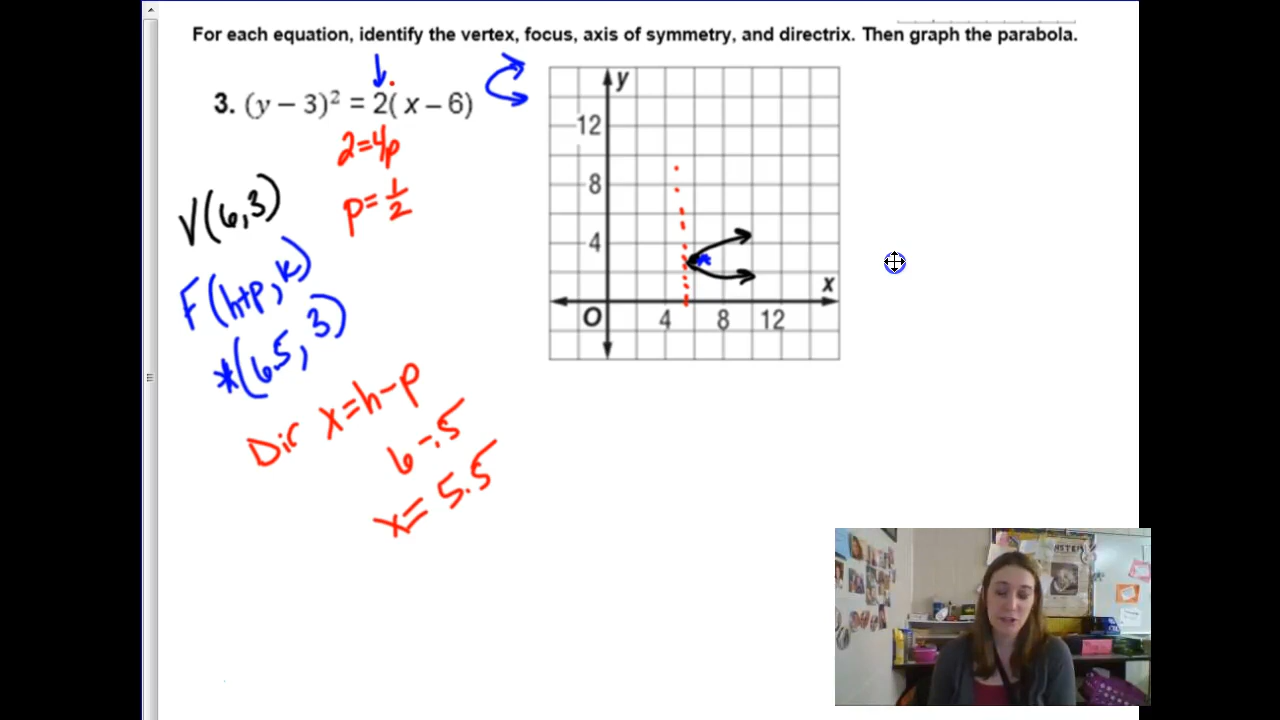 For each equation, identify the vertex, focus, axis of symmetry, and directrix. Then graph the parabola.
3. (y – 3)² = 2( x – 6)
2=4p
p=1/2
V(6,3)
F(h+p,k)
*(6.5, 3)
Dir x=h-p
6-.5
x=5.5
y
12
8
4
x
O 4 8 12
NSTEI